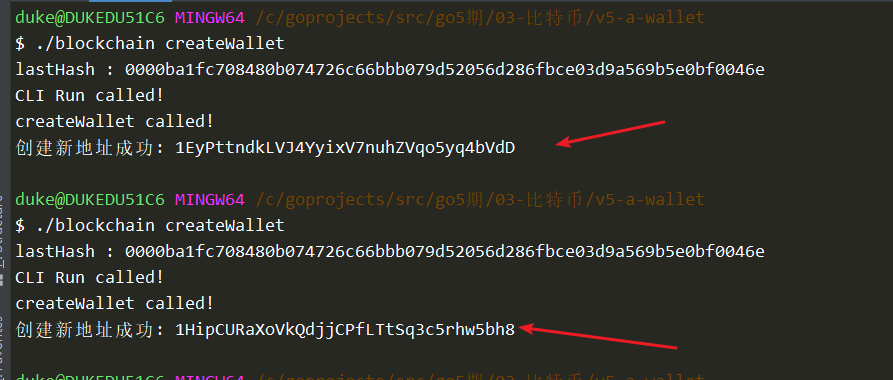 duke@DUKEDU51C6 MINGW64 /c/goprojects/src/go5期/03-比特币/v5-a-wallet
$ ./blockchain createWallet
lastHash : 0000ba1fc708480b074726c66bbb079d52056d286fbce03d9a569b5e0bf0046e
CLI Run called!
createWallet called!
创建新地址成功: 1EyPttndkLVJ4YyixV7nuhZVqo5yq4bVdD
duke@DUKEDU51C6 MINGW64 /c/goprojects/src/go5期/03-比特币/v5-a-wallet
$ ./blockchain createWallet
lastHash : 0000ba1fc708480b074726c66bbb079d52056d286fbce03d9a569b5e0bf0046e
CLI Run called!
createWallet called!
创建新地址成功: 1HipCURaXoVkQdjjCPfLTtSq3c5rhw5bh8
duke@DUKEDU51C6 MINGW64 /c/goprojects/src/go5期/03-比特币/v5-a-wallet